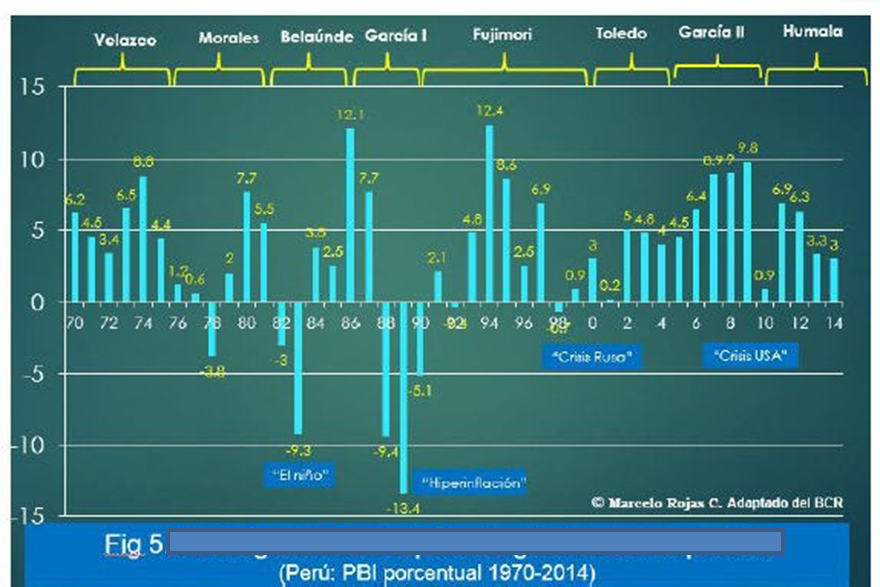 Velazco Morales Belaúnde García I Fujimori Toledo García II Humala
15
12.1 12.4
10
8.8 9.8
6.2 4.5 3.4 6.5 4.4 7.7 5.5 2.5 7.7 4.8 8.6 2.5 6.9 5 4.8 4 4.5 6.4 6.9 6.3
5
1.2 0.6 2 2.1 0.9 3 0.2 0.9 3.3 3
0
70 72 74 76 78 80 82 84 86 88 90 92 94 96 98 0 2 4 6 8 10 12 14
-3.8 -3 -5.1
"Crisis Rusa" "Crisis USA"
-5
-9.3 -9.4
-10
"El niño" "Hiperinflación"
-13.4
© Marcelo Rojas C. Adaptado del BCR
-15
Fig 5
(Perú: PBI porcentual 1970-2014)